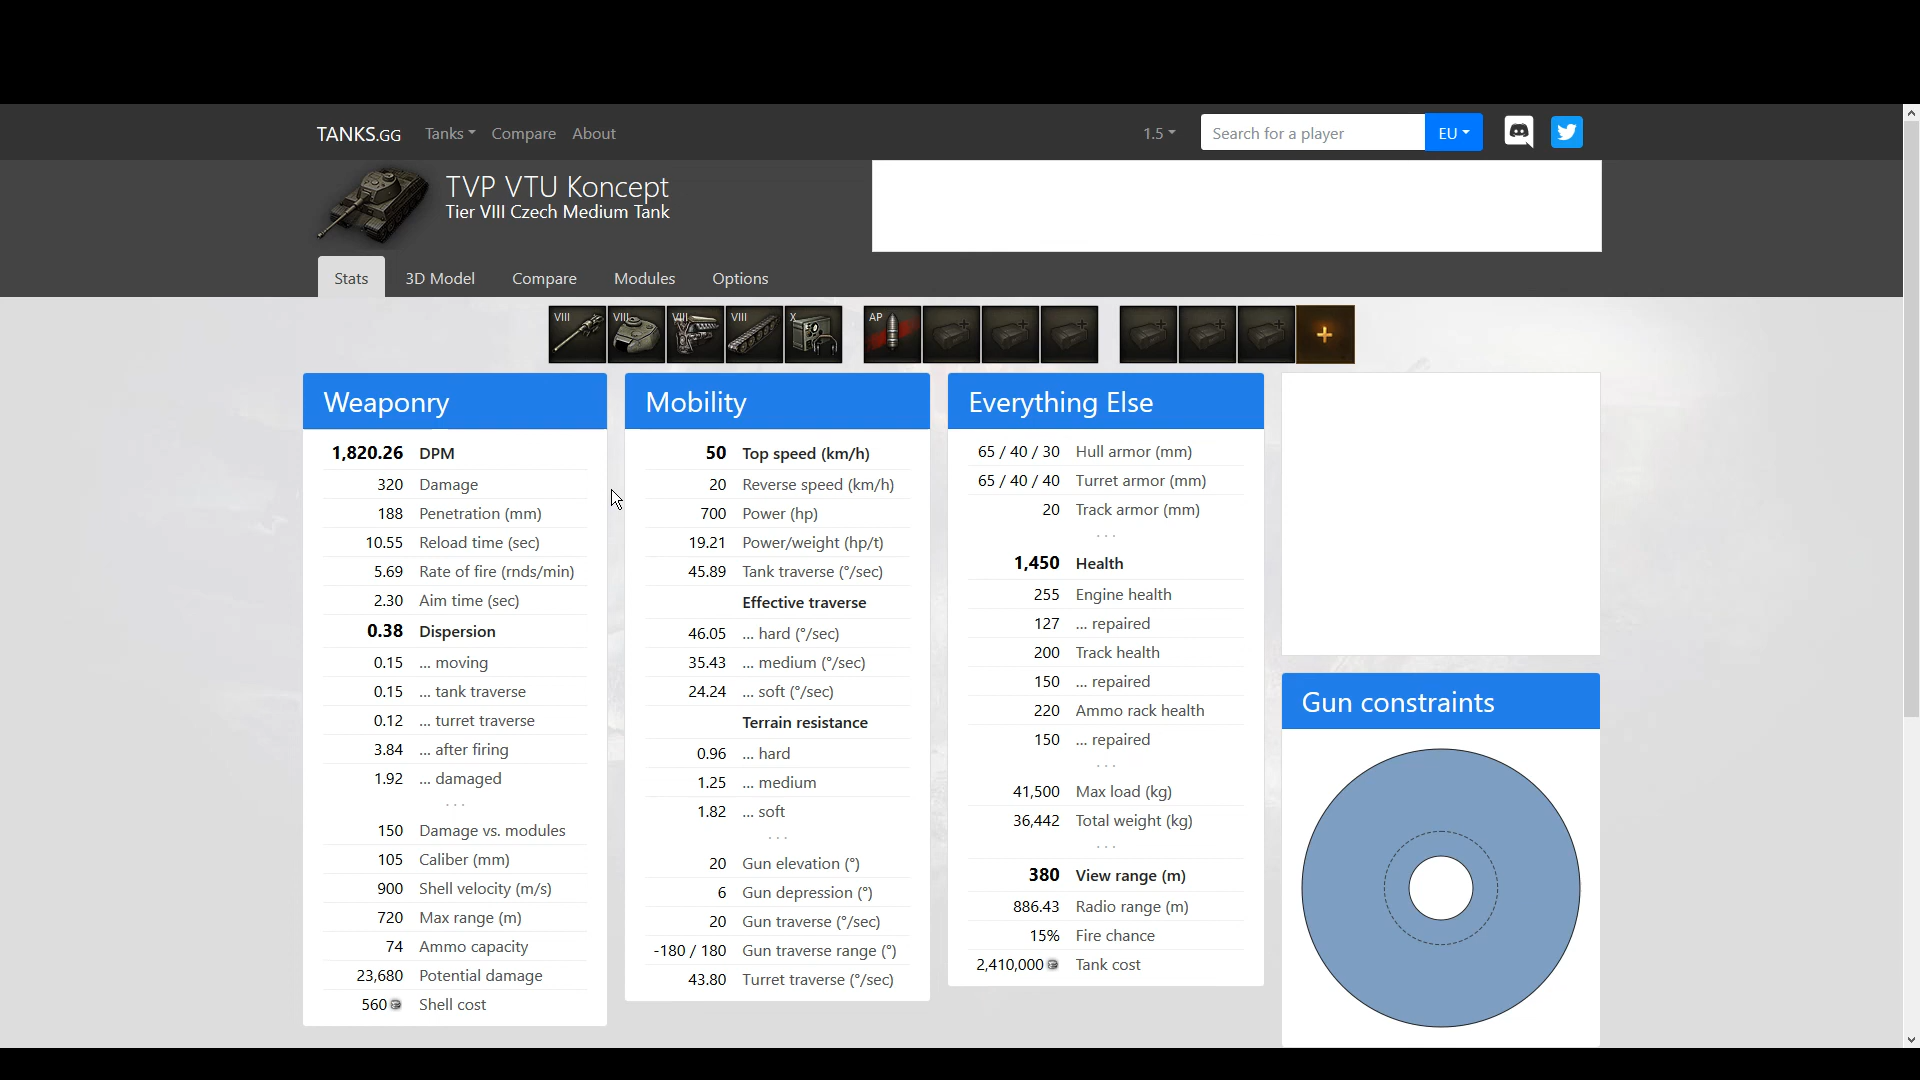 TANKS.GG Tanks Compare About 1.5 Search for a player EU
TVP VTU Koncept
Tier VIII Czech Medium Tank
Stats 3D Model Compare Modules Options
VIII VIII VIII VIII X AP
Weaponry
1,820.26 DPM
320 Damage
188 Penetration (mm)
10.55 Reload time (sec)
5.69 Rate of fire (rnds/min)
2.30 Aim time (sec)
0.38 Dispersion
0.15 ... moving
0.15 ... tank traverse
0.12 ... turret traverse
3.84 ... after firing
1.92 ... damaged
...
150 Damage vs. modules
105 Caliber (mm)
900 Shell velocity (m/s)
720 Max range (m)
74 Ammo capacity
23,680 Potential damage
560 Shell cost
Mobility
50 Top speed (km/h)
20 Reverse speed (km/h)
700 Power (hp)
19.21 Power/weight (hp/t)
45.89 Tank traverse (°/sec)
Effective traverse
46.05 ... hard (°/sec)
35.43 ... medium (°/sec)
24.24 ... soft (°/sec)
Terrain resistance
0.96 ... hard
1.25 ... medium
1.82 ... soft
...
20 Gun elevation (°)
6 Gun depression (°)
20 Gun traverse (°/sec)
-180 / 180 Gun traverse range (°)
43.80 Turret traverse (°/sec)
Everything Else
65 / 40 / 30 Hull armor (mm)
65 / 40 / 40 Turret armor (mm)
20 Track armor (mm)
...
1,450 Health
255 Engine health
127 ... repaired
200 Track health
150 ... repaired
220 Ammo rack health
150 ... repaired
...
41,500 Max load (kg)
36,442 Total weight (kg)
...
380 View range (m)
886.43 Radio range (m)
15% Fire chance
2,410,000 Tank cost
Gun constraints